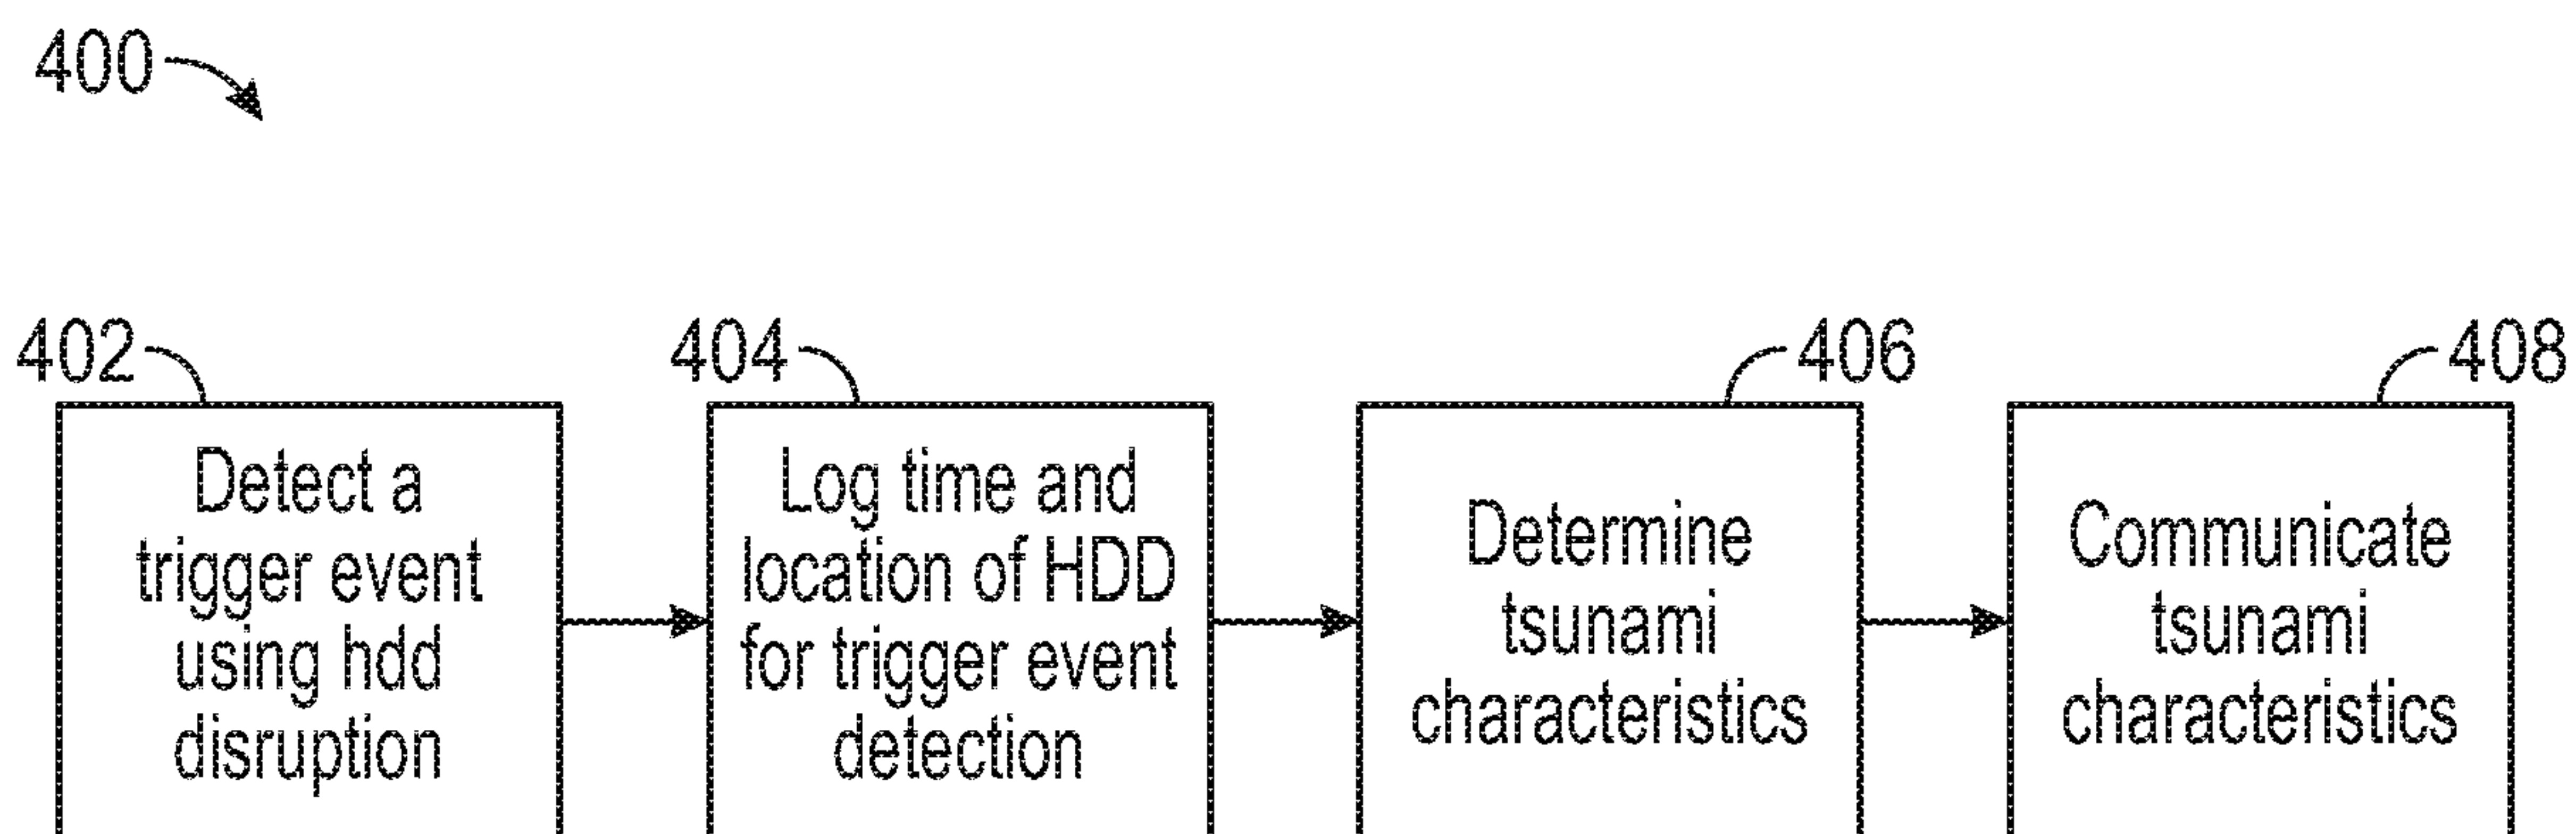 400
402
404
406
408
Detect a
trigger event
using hdd
disruption
Log time and
location of HDD
for trigger event
detection
Determine
tsunami
characteristics
Communicate
tsunami
characteristics